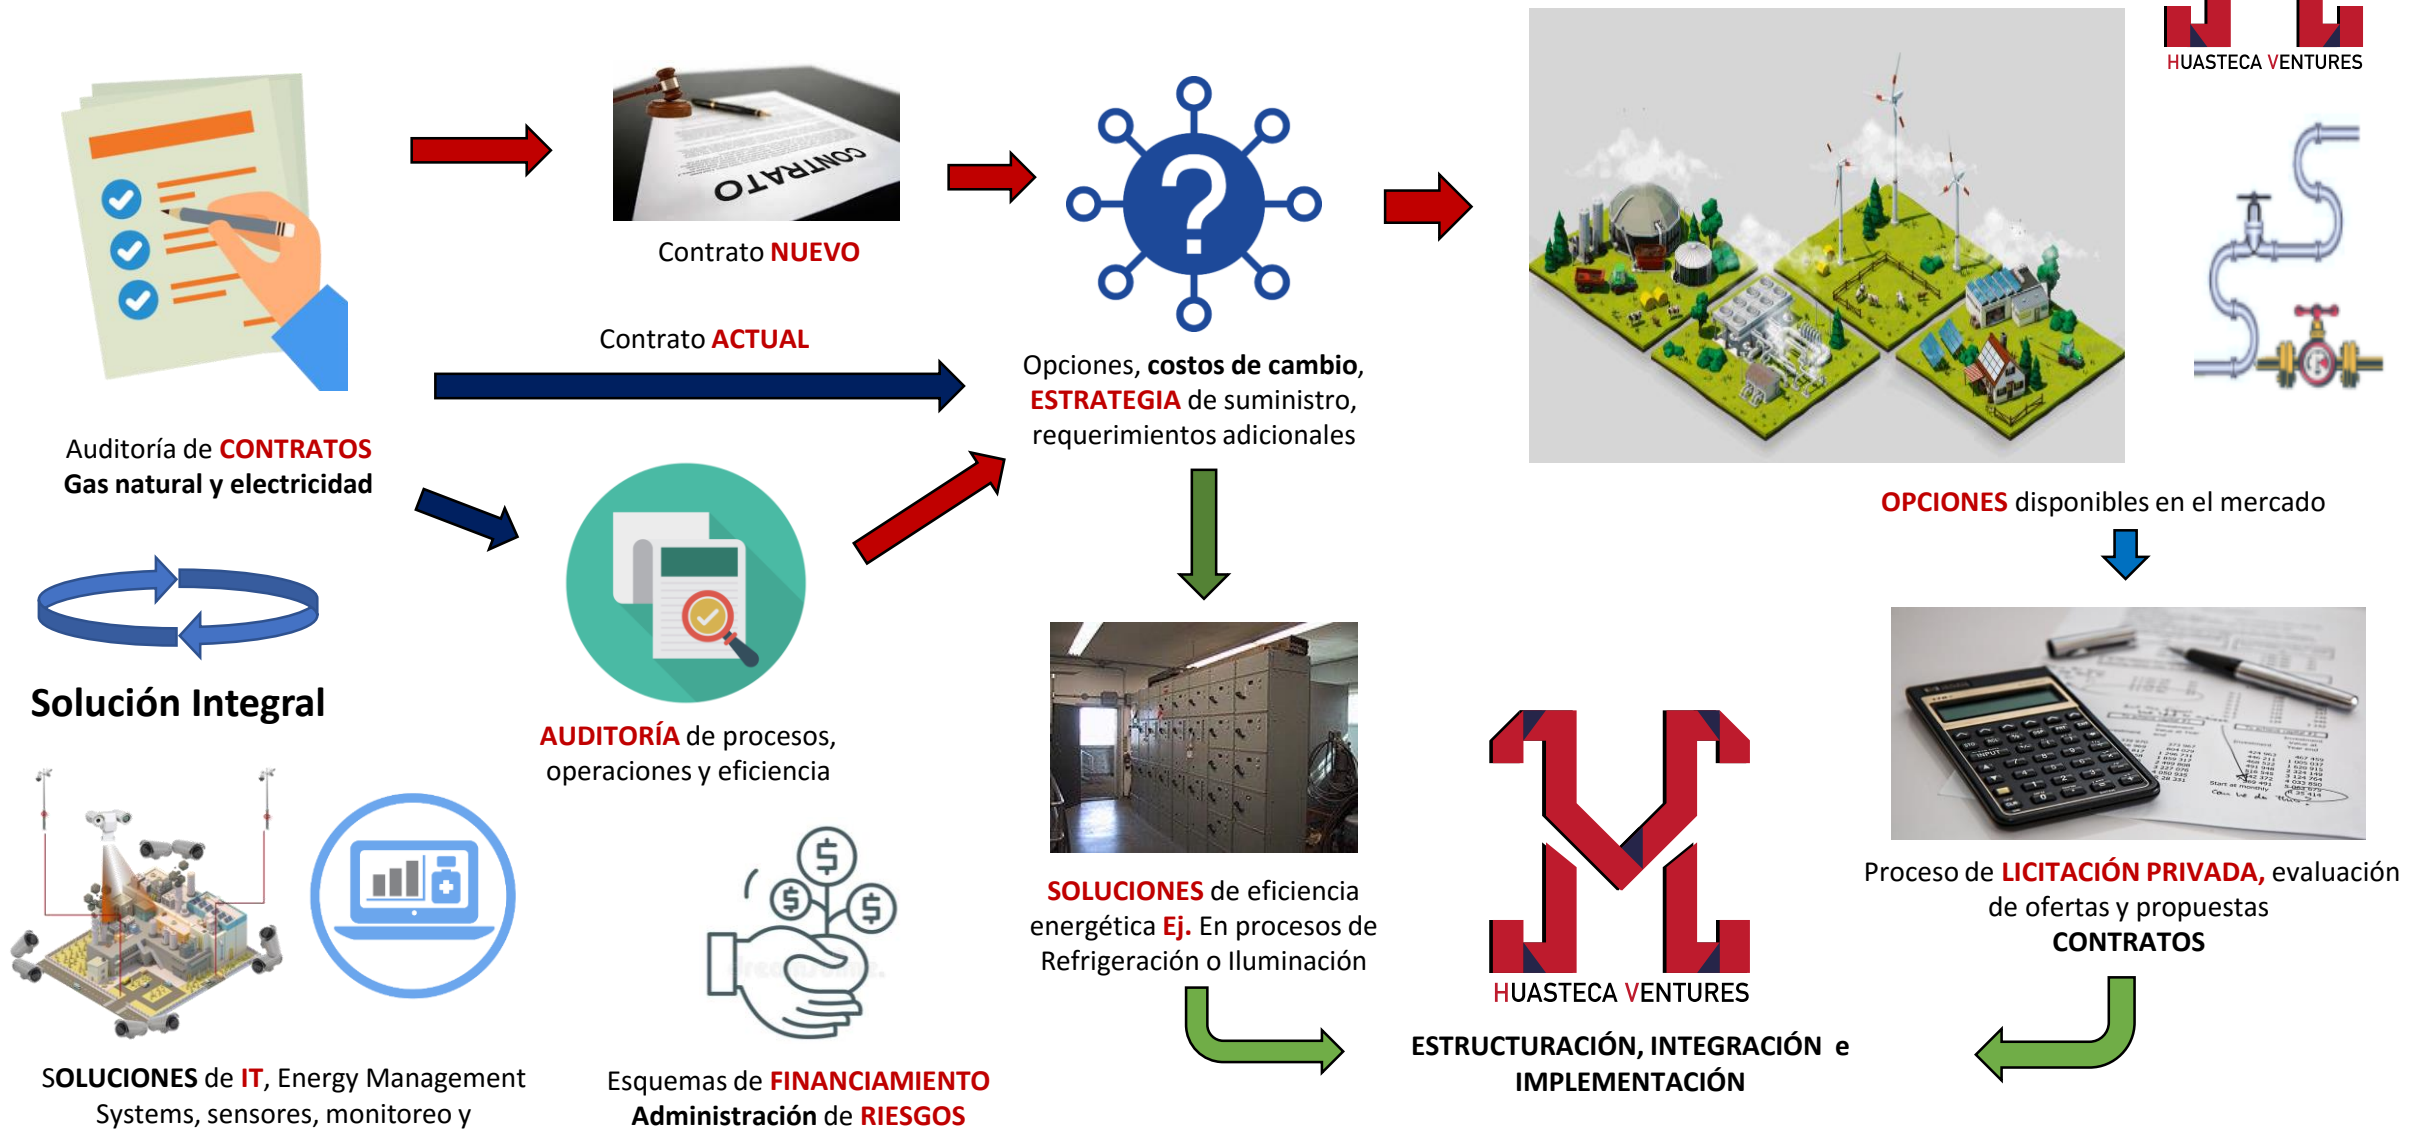 HUASTECA VENTURES
CONTRATO
Contrato NUEVO
Contrato ACTUAL
Opciones, costos de cambio,
ESTRATEGIA de suministro,
requerimientos adicionales
Auditoría de CONTRATOS
Gas natural y electricidad
OPCIONES disponibles en el mercado
Solución Integral
AUDITORÍA de procesos,
operaciones y eficiencia
SOLUCIONES de eficiencia
energética Ej. En procesos de
Refrigeración o Iluminación
Proceso de LICITACIÓN PRIVADA, evaluación
de ofertas y propuestas
CONTRATOS
HUASTECA VENTURES
ESTRUCTURACIÓN, INTEGRACIÓN e
IMPLEMENTACIÓN
SOLUCIONES de IT, Energy Management
Systems, sensores, monitoreo y
Esquemas de FINANCIAMIENTO
Administración de RIESGOS